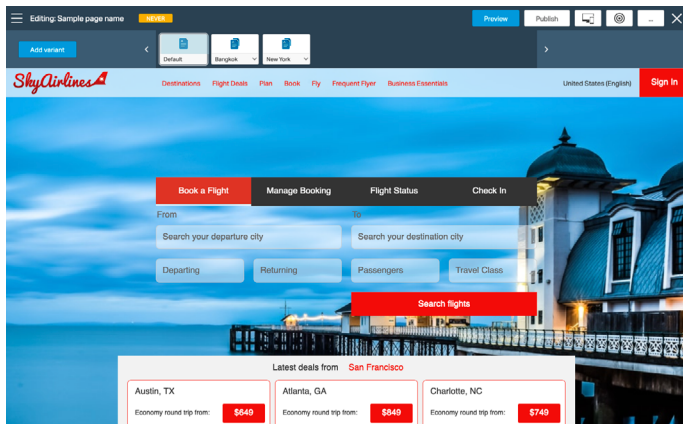 Editing: Sample page name NEVER Preview Publish ...
Add variant
Default Bangkok New York
SkyAirlines Destinations Flight Deals Plan Book Fly Frequent Flyer Business Essentials United States (English) Sign In
Book a Flight Manage Booking Flight Status Check In
From To
Search your departure city Search your destination city
Departing Returning Passengers Travel Class
Search flights
Latest deals from San Francisco
Austin, TX Atlanta, GA Charlotte, NC
Economy round trip from: $649 Economy round trip from: $849 Economy round trip from: $749